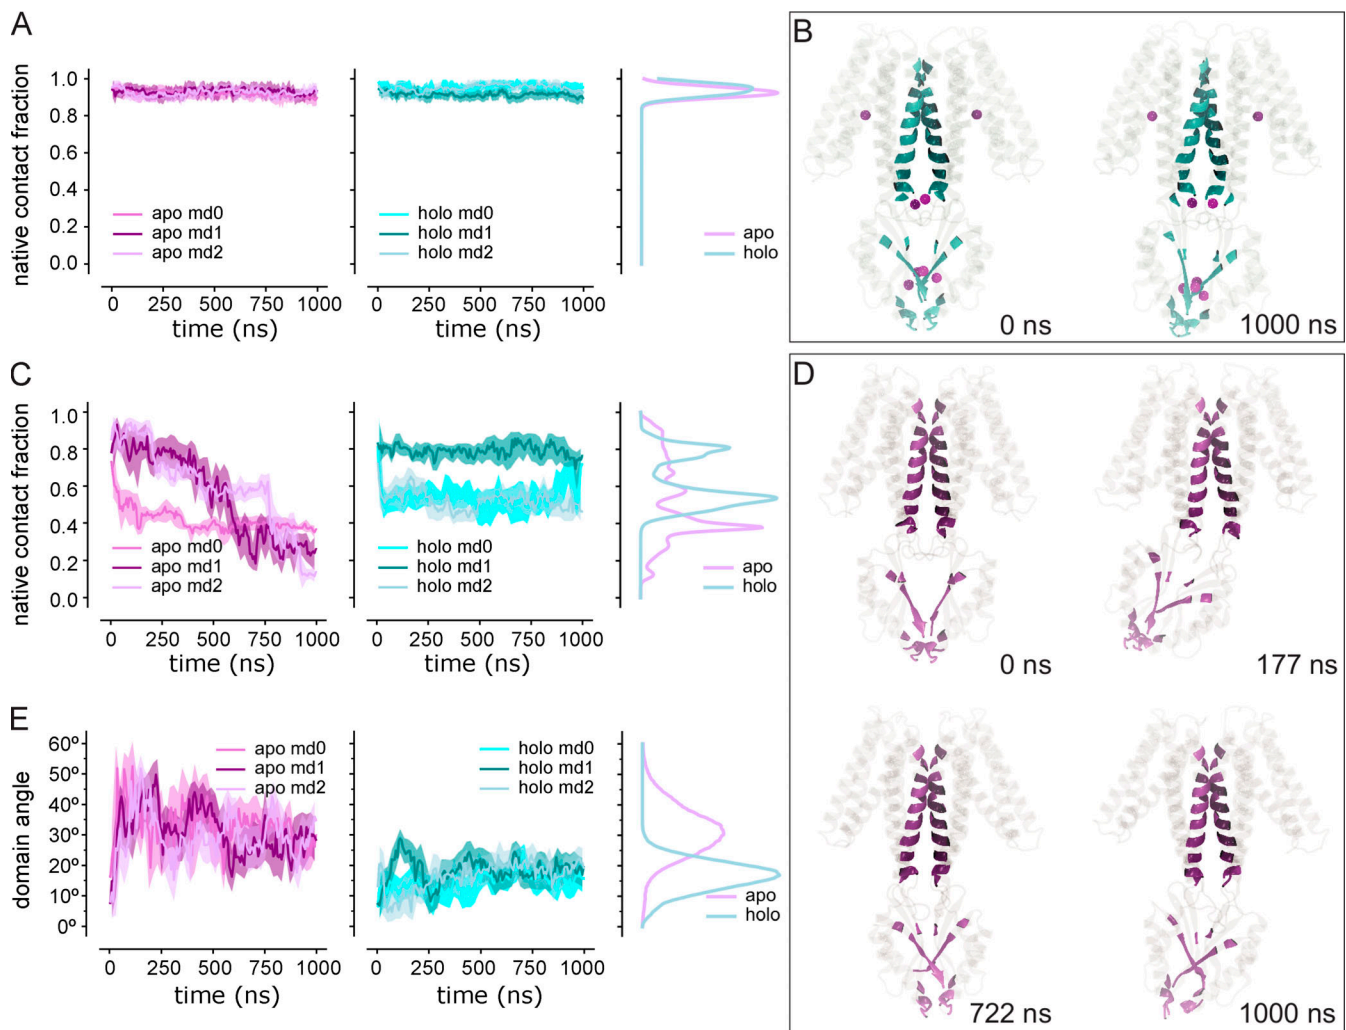 A
native contact fraction
1.0
0.8
0.6
0.4
0.2
0.0
apo md0
apo md1
apo md2
0 250 500 750 1000
time (ns)
holo md0
holo md1
holo md2
0 250 500 750 1000
time (ns)
apo
holo
B
0 ns
1000 ns
C
native contact fraction
1.0
0.8
0.6
0.4
0.2
0.0
apo md0
apo md1
apo md2
0 250 500 750 1000
time (ns)
holo md0
holo md1
holo md2
0 250 500 750 1000
time (ns)
apo
holo
D
0 ns
177 ns
722 ns
1000 ns
E
domain angle
60º
50º
40º
30º
20º
10º
0º
apo md0
apo md1
apo md2
0 250 500 750 1000
time (ns)
holo md0
holo md1
holo md2
0 250 500 750 1000
time (ns)
apo
holo